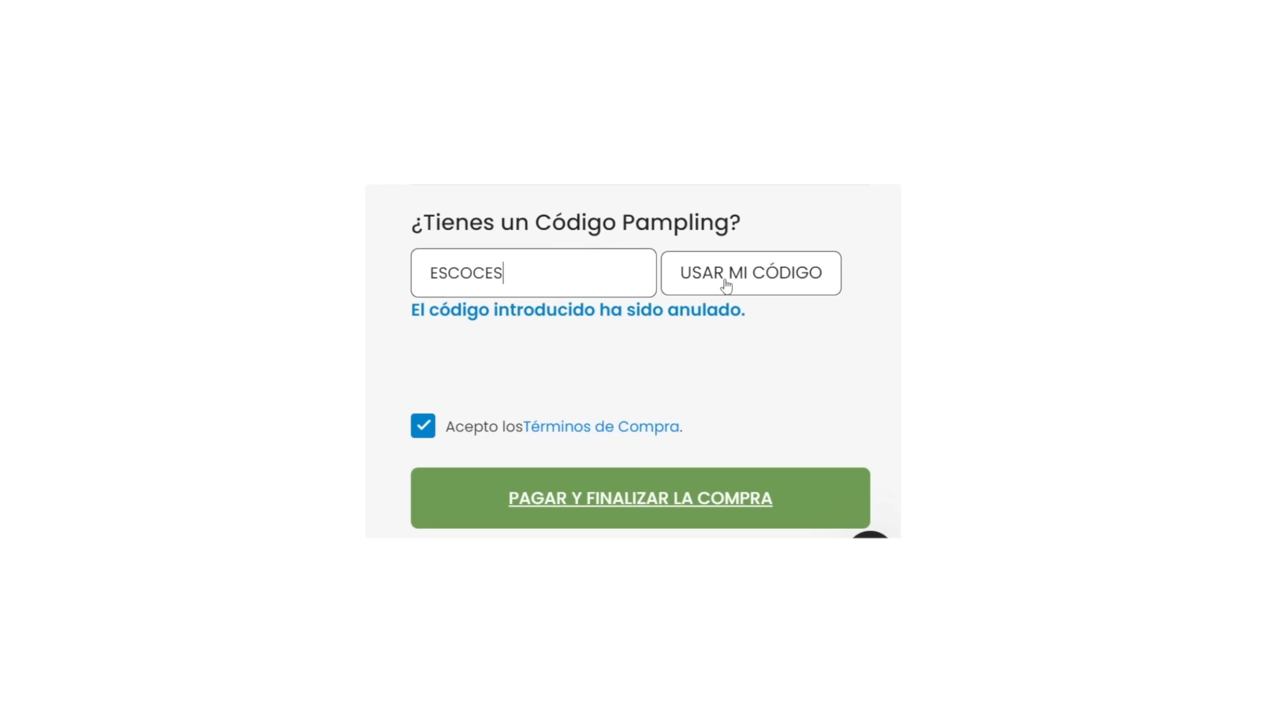 ¿Tienes un Código Pampling?
ESCOCES
USAR MI CÓDIGO
El código introducido ha sido anulado.
Acepto losTérminos de Compra.
PAGAR Y FINALIZAR LA COMPRA